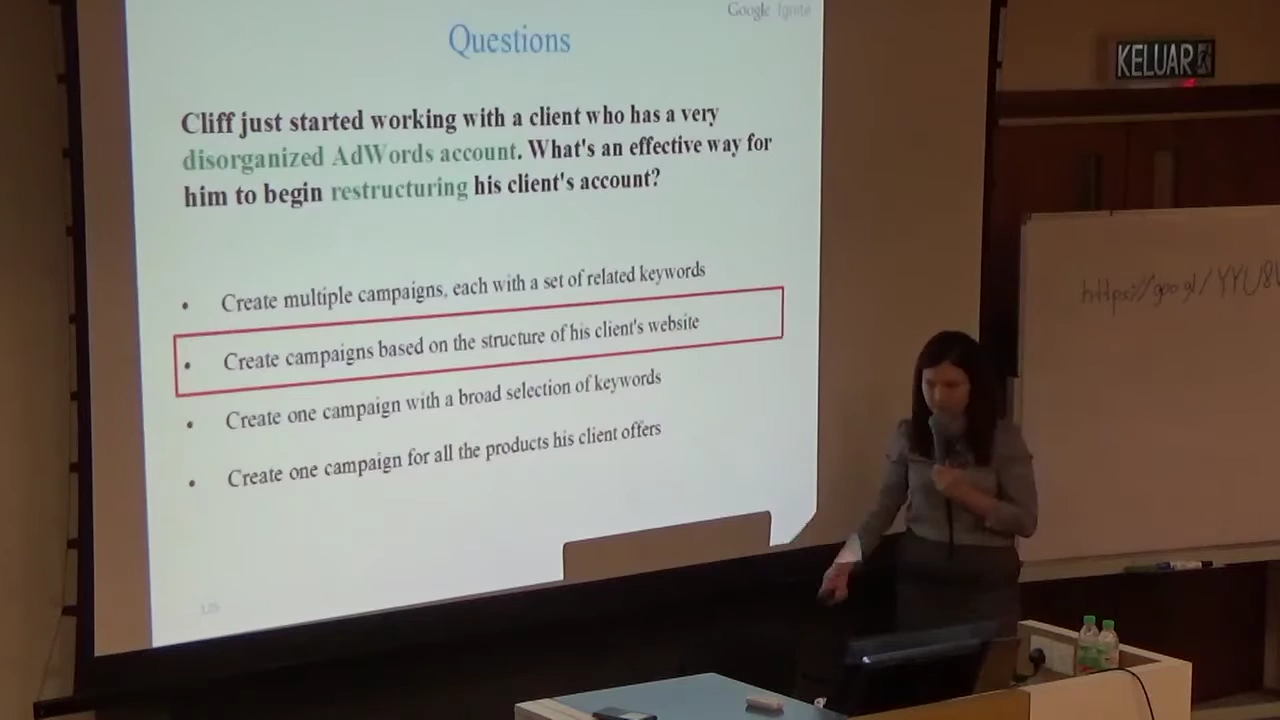 Google Ignite
Questions
KELUAR
Cliff just started working with a client who has a very
disorganized AdWords account. What's an effective way for
him to begin restructuring his client's account?
• Create multiple campaigns, each with a set of related keywords
• Create campaigns based on the structure of his client's website
• Create one campaign with a broad selection of keywords
• Create one campaign for all the products his client offers